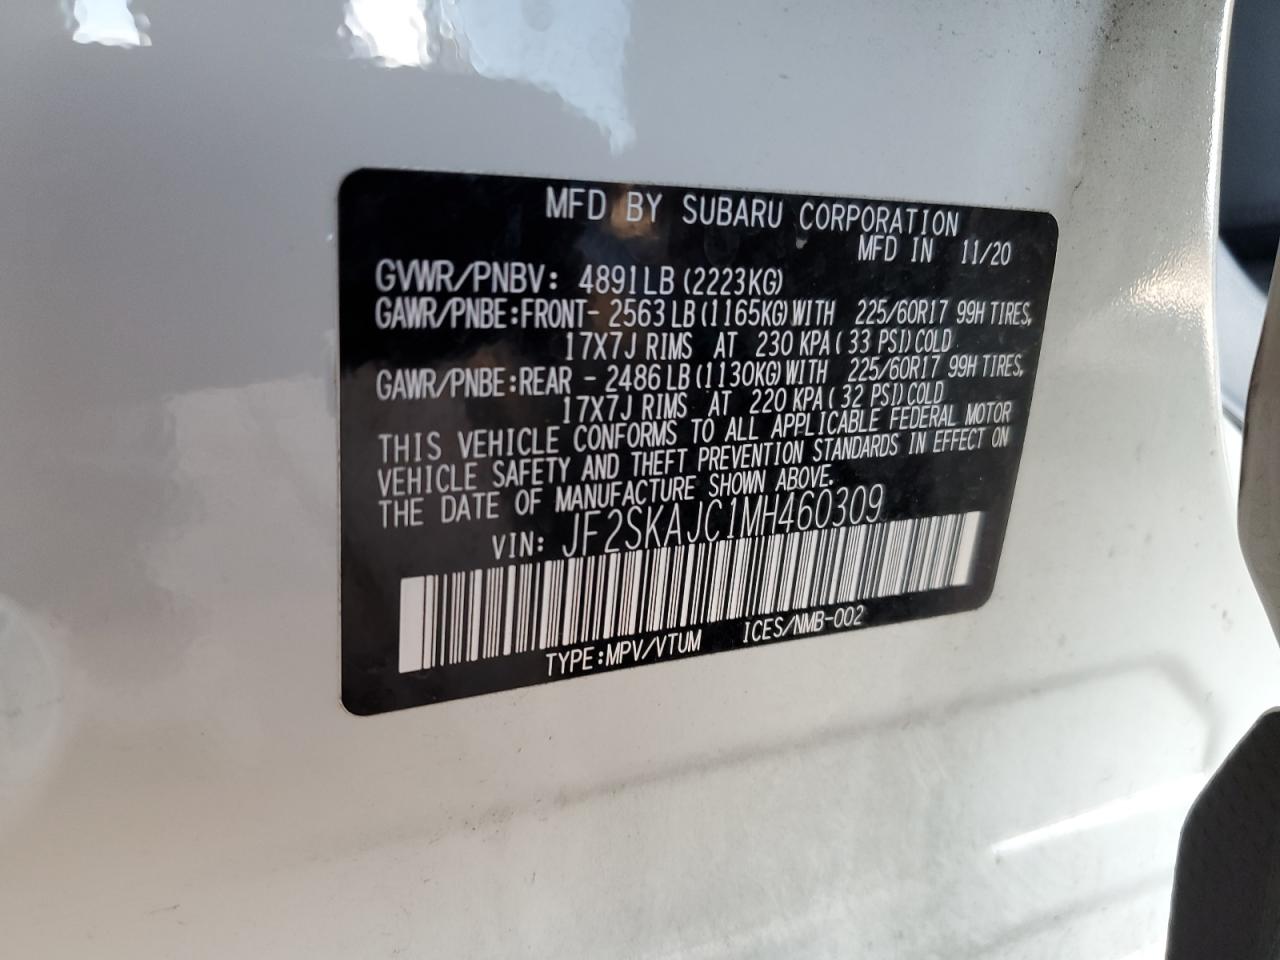 MFD BY SUBARU CORPORATION
MFD IN 11/20
GVWR/PNBV: 4891LB (2223KG)
GAWR/PNBE:FRONT- 2563 LB (1165KG) WITH 225/60R17 99H TIRES,
17X7J RIMS AT 230 KPA ( 33 PSI) COLD
GAWR/PNBE:REAR - 2486 LB (1130KG) WITH 225/60R17 99H TIRES,
17X7J RIMS AT 220 KPA ( 32 PSI) COLD
THIS VEHICLE CONFORMS TO ALL APPLICABLE FEDERAL MOTOR
VEHICLE SAFETY AND THEFT PREVENTION STANDARDS IN EFFECT ON
THE DATE OF MANUFACTURE SHOWN ABOVE.
VIN: JF2SKAJC1MH460309
TYPE:MPV/VTUM ICES/NMB-002